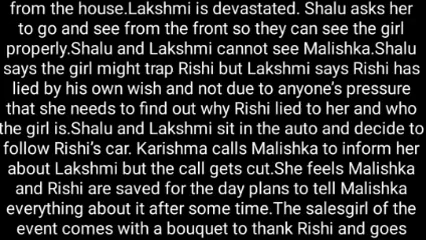 from the house.Lakshmi is devastated. Shalu asks her
to go and see from the front so they can see the girl
properly.Shalu and Lakshmi cannot see Malishka.Shalu
says the girl might trap Rishi but Lakshmi says Rishi has
lied by his own wish and not due to anyone's pressure
that she needs to find out why Rishi lied to her and who
the girl is.Shalu and Lakshmi sit in the auto and decide to
follow Rishi's car. Karishma calls Malishka to inform her
about Lakshmi but the call gets cut.She feels Malishka
and Rishi are saved for the day plans to tell Malishka
everything about it after some time.The salesgirl of the
event comes with a bouquet to thank Rishi and goes